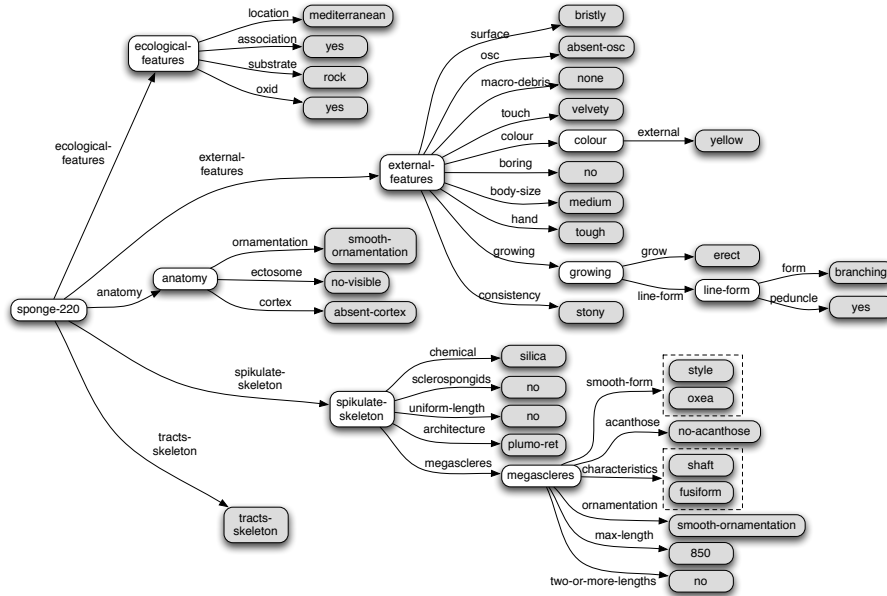 location
mediterranean
ecological-
features
association
yes
substrate
rock
oxid
yes
ecological-
features
surface
bristly
osc
absent-osc
macro-debris
none
touch
velvety
colour
colour
external
yellow
external-
features
external-
features
boring
no
body-size
medium
hand
tough
growing
growing
grow
erect
line-form
line-form
form
branching
peduncle
yes
consistency
stony
ornamentation
smooth-
ornamentation
anatomy
anatomy
ectosome
no-visible
cortex
absent-cortex
sponge-220
spikulate-
skeleton
spikulate-
skeleton
chemical
silica
sclerospongids
no
uniform-length
no
architecture
plumo-ret
megascleres
megascleres
smooth-form
style
oxea
acanthose
no-acanthose
characteristics
shaft
fusiform
ornamentation
smooth-ornamentation
max-length
850
two-or-more-lengths
no
tracts-
skeleton
tracts-
skeleton